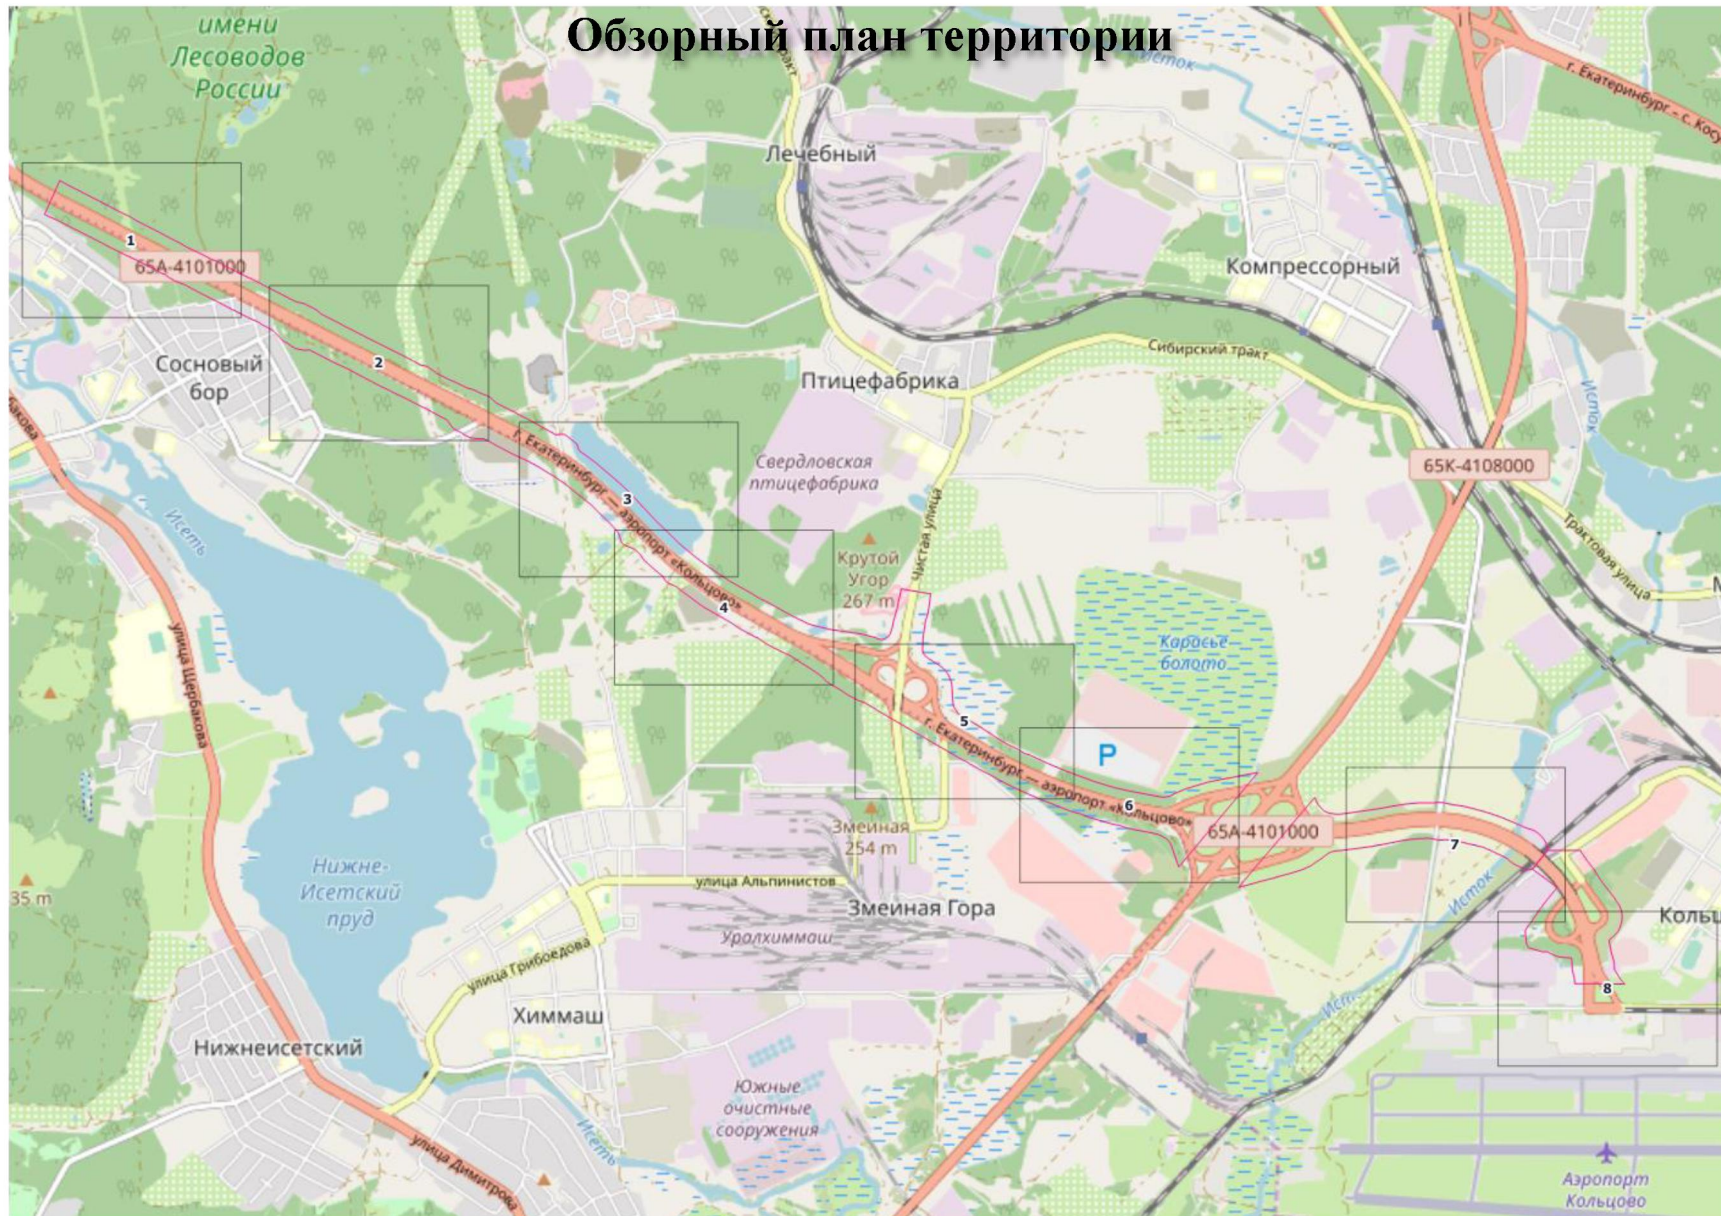 Обзорный план территории
имени
Лесоводов
России
Исток
г. Екатеринбург – с. Косу
тракт
Лечебный
Компрессорный
1
65А-4101000
Сосновый
бор
2
Птицефабрика
Сибирский тракт
Исток
бакова
65К-4108000
Свердловская
птицефабрика
г. Екатеринбург — аэропорт «Кольцово»
3
Исеть
Чистая улица
Трактовая улица
Крутой
Угор
267 m
4
Карасье
болото
улица Щербакова
5
г. Екатеринбург — аэропорт «Кольцово»
P
6
65А-4101000
7
Змеиная
254 m
Нижне-
Исетский
пруд
35 m
улица Альпинистов
Змеиная Гора
Уралхиммаш
улица Грибоедова
Исток
Кольц
8
Исто
Химмаш
Нижнеисетский
Южные
очистные
сооружения
Исеть
улица Димитрова
Аэропорт
Кольцово